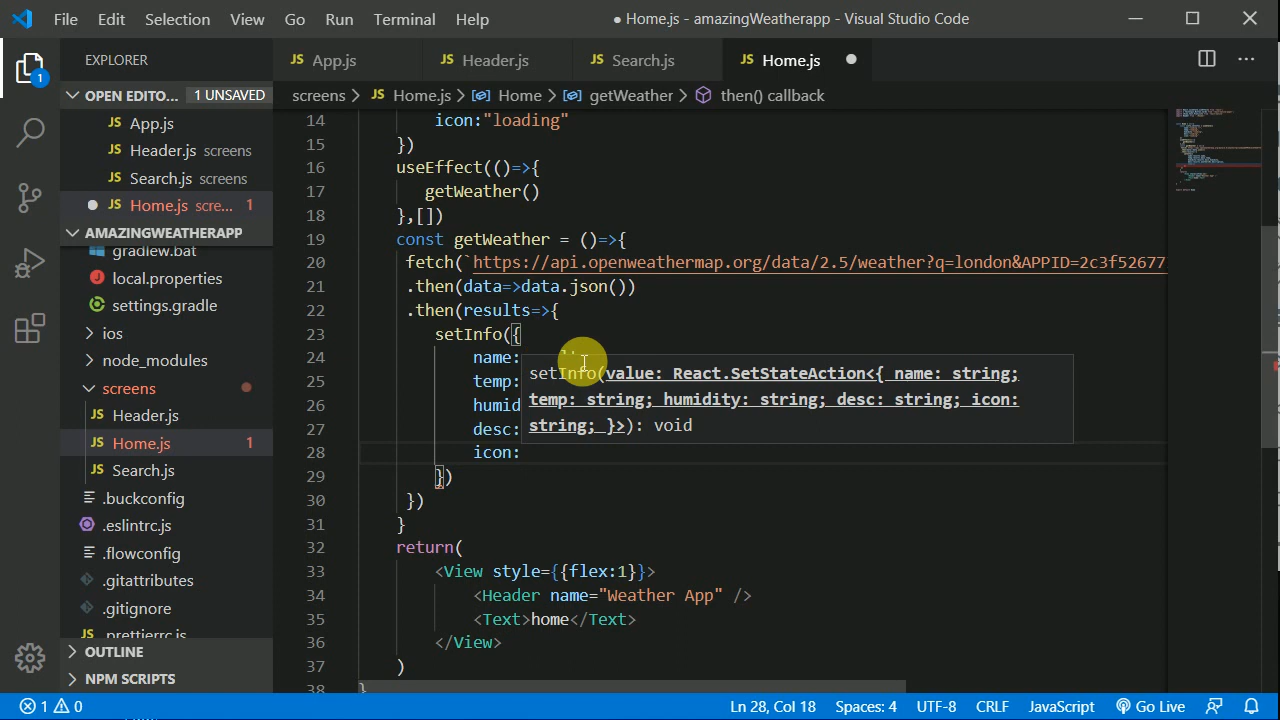 File Edit Selection View Go Run Terminal Help
● Home.js - amazingWeatherapp - Visual Studio Code
EXPLORER
JS App.js JS Header.js JS Search.js JS Home.js
OPEN EDITO... 1 UNSAVED
screens > JS Home.js > Home > getWeather > then() callback
JS App.js
JS Header.js screens
JS Search.js screens
JS Home.js scre... 1
AMAZINGWEATHERAPP
gradlew.bat
local.properties
settings.gradle
ios
node_modules
screens
JS Header.js
JS Home.js 1
JS Search.js
.buckconfig
.eslintrc.js
.flowconfig
.gitattributes
.gitignore
JS .prettierrc.js
OUTLINE
NPM SCRIPTS
14 icon:"loading"
15 })
16 useEffect(()=>{
17 getWeather()
18 },[])
19 const getWeather = ()=>{
20 fetch(`https://api.openweathermap.org/data/2.5/weather?q=london&APPID=2c3f52677
21 .then(data=>data.json())
22 .then(results=>{
23 setInfo({
24 name:
25 temp:
26 humid
27 desc:
28 icon:
29 })
30 })
31 }
32 return(
33 <View style={{flex:1}}>
34 <Header name="Weather App" />
35 <Text>home</Text>
36 </View>
37 )
38 }
setInfo(value: React.SetStateAction<{ name: string;
temp: string; humidity: string; desc: string; icon:
string; }>): void
1 0 Ln 28, Col 18 Spaces: 4 UTF-8 CRLF JavaScript Go Live